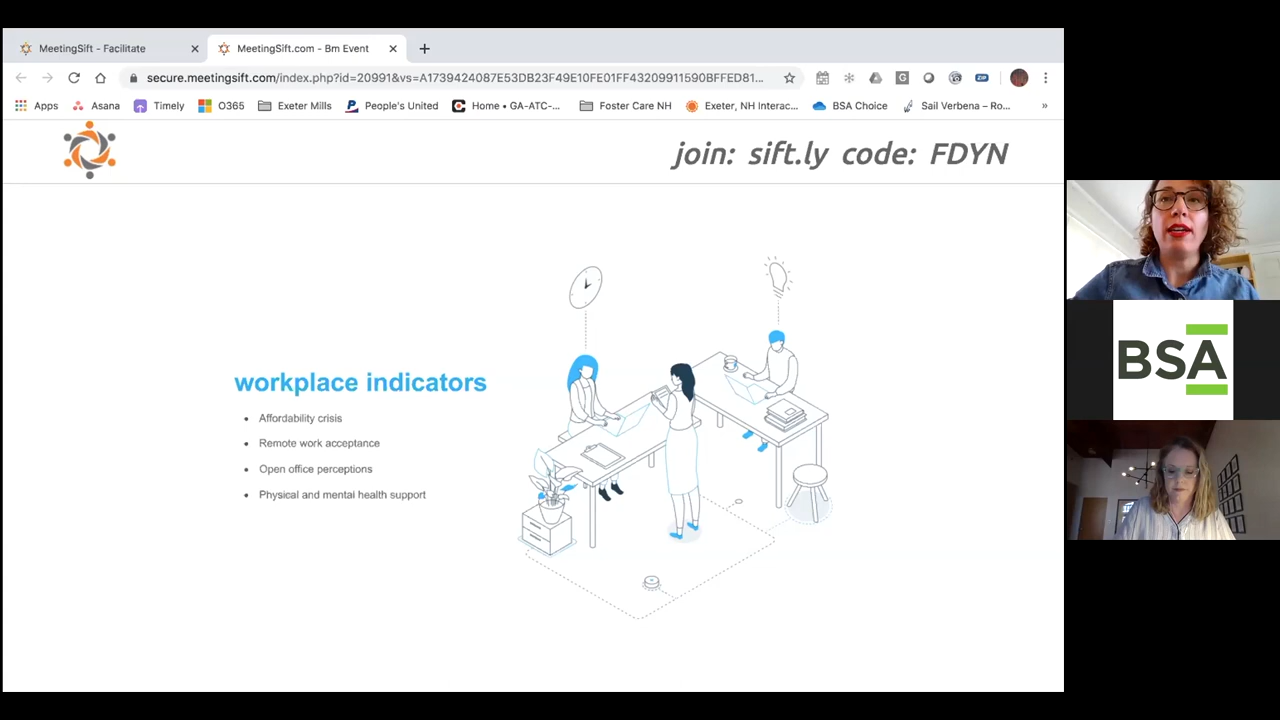 MeetingSift - Facilitate
MeetingSift.com - Bm Event
secure.meetingsift.com/index.php?id=20991&vs=A1739424087E53DB23F49E10FE01FF43209911590BFFED81...
Apps Asana Timely O365 Exeter Mills People's United Home • GA-ATC-... Foster Care NH Exeter, NH Interac... BSA Choice Sail Verbena – Ro... »
join: sift.ly code: FDYN
workplace indicators
• Affordability crisis
• Remote work acceptance
• Open office perceptions
• Physical and mental health support
BSA